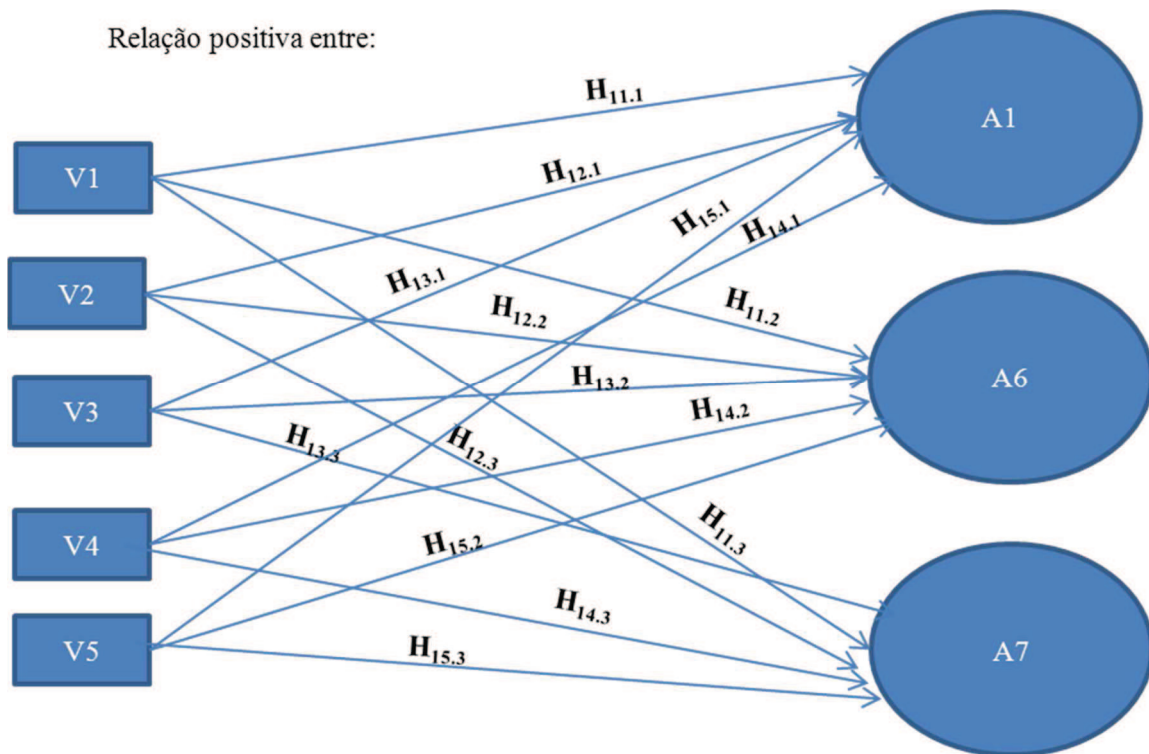 Relação positiva entre:
H11.1
A1
V1
H12.1
H15.1
H14.1
H13.1
V2
H11.2
H12.2
A6
V3
H13.2
H14.2
H13.3
H12.3
H11.3
V4
H15.2
H14.3
V5
H15.3
A7